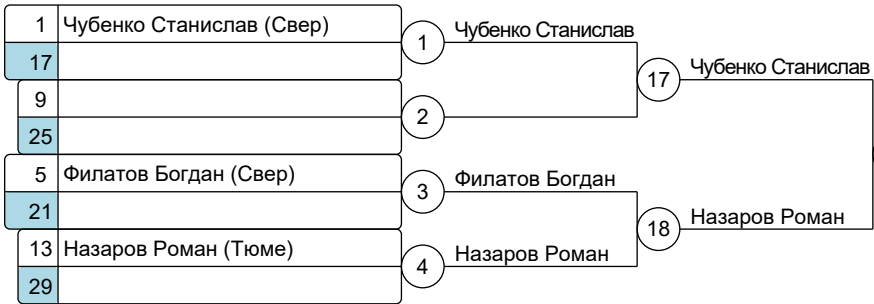 1 Чубенко Станислав (Свер)
17
1 Чубенко Станислав
9
25
2
17 Чубенко Станислав
5 Филатов Богдан (Свер)
21
3 Филатов Богдан
13 Назаров Роман (Тюме)
29
4 Назаров Роман
18 Назаров Роман